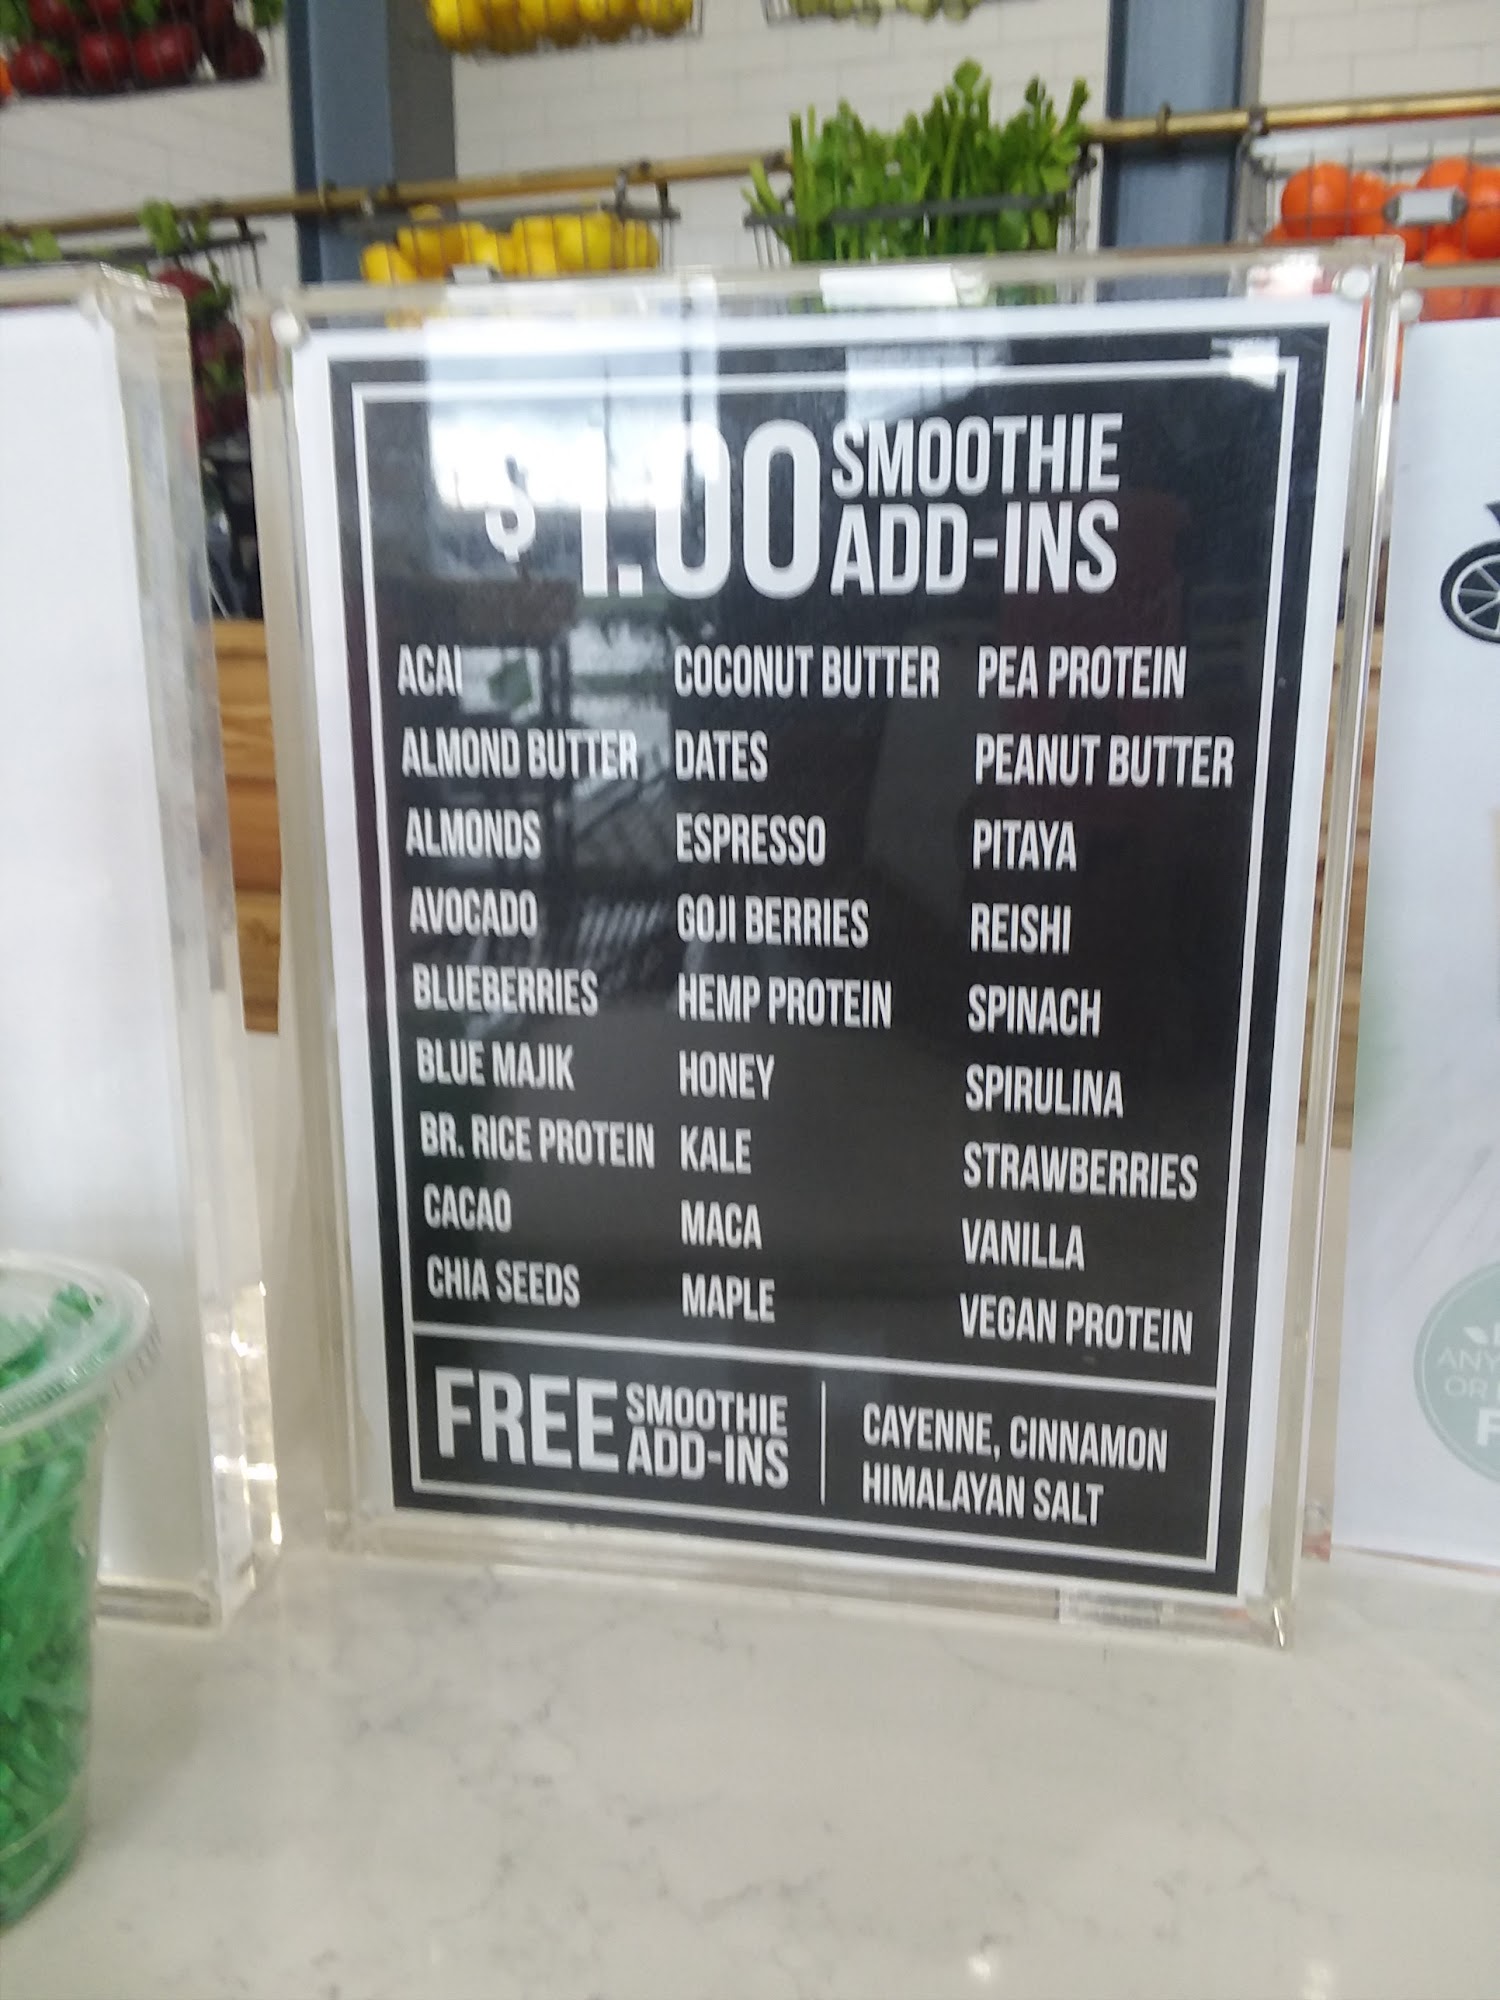 $1.00 SMOOTHIE
ADD-INS
ACAI
ALMOND BUTTER
ALMONDS
AVOCADO
BLUEBERRIES
BLUE MAJIK
BR. RICE PROTEIN
CACAO
CHIA SEEDS
COCONUT BUTTER
DATES
ESPRESSO
GOJI BERRIES
HEMP PROTEIN
HONEY
KALE
MACA
MAPLE
PEA PROTEIN
PEANUT BUTTER
PITAYA
REISHI
SPINACH
SPIRULINA
STRAWBERRIES
VANILLA
VEGAN PROTEIN
FREE SMOOTHIE
ADD-INS
CAYENNE, CINNAMON
HIMALAYAN SALT
ANY
OR